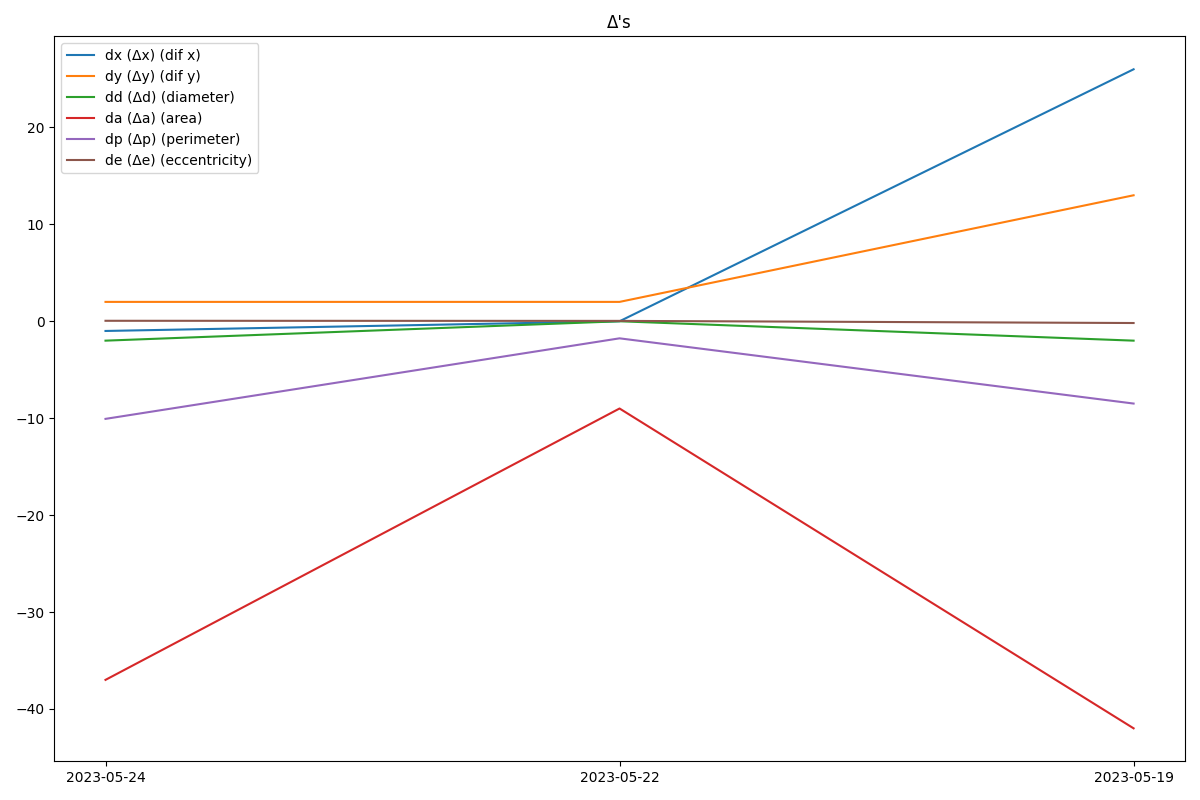 Δ's
dx (Δx) (dif x)
dy (Δy) (dif y)
dd (Δd) (diameter)
da (Δa) (area)
dp (Δp) (perimeter)
de (Δe) (eccentricity)
20
10
0
−10
−20
−30
−40
2023-05-24
2023-05-22
2023-05-19